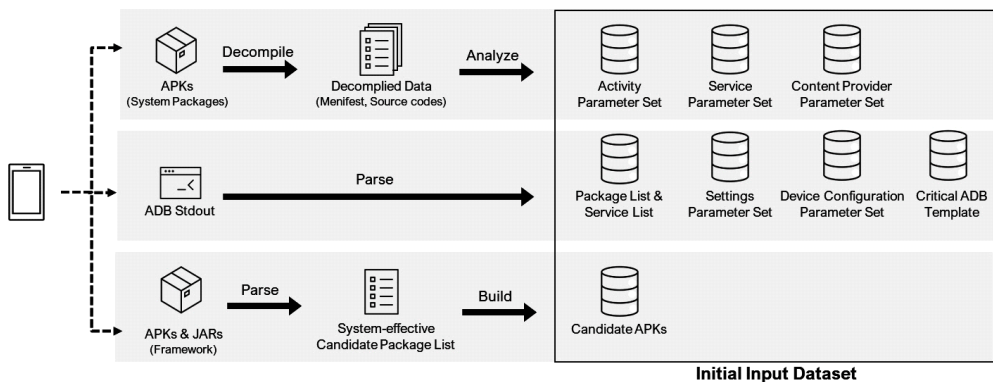 Decompile
Analyze
APKs
(System Packages)
Decomplied Data
(Menifest, Source codes)
Activity
Parameter Set
Service
Parameter Set
Content Provider
Parameter Set
Parse
ADB Stdout
Package List &
Service List
Settings
Parameter Set
Device Configuration
Parameter Set
Critical ADB
Template
Parse
Build
APKs & JARs
(Framework)
System-effective
Candidate Package List
Candidate APKs
Initial Input Dataset